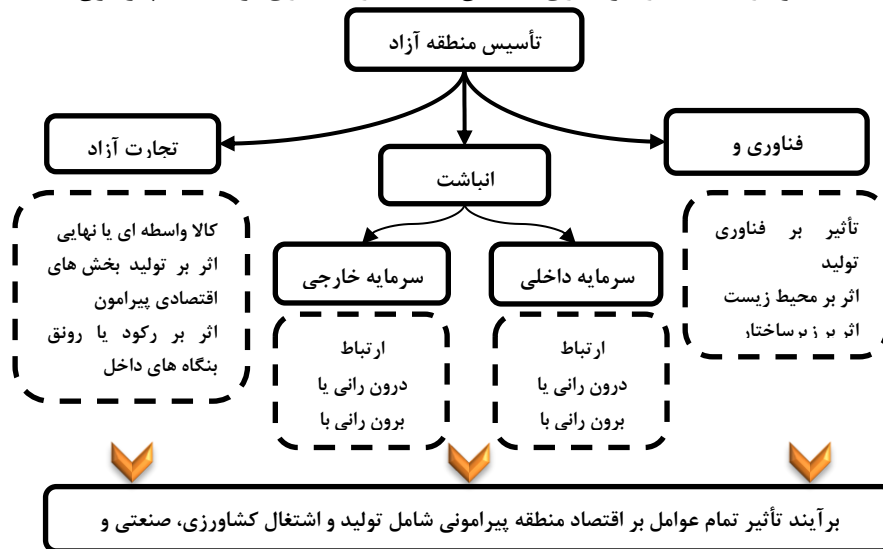 تأسیس منطقه آزاد
فناوری و
انباشت
تجارت آزاد
تأثیر بر فناوری
تولید
اثر بر محیط زیست
اثر بر زیرساختار
سرمایه داخلی
سرمایه خارجی
ارتباط
درون رانی یا
برون رانی با
ارتباط
درون رانی یا
برون رانی با
کالا واسطه ای یا نهایی
اثر بر تولید بخش های
اقتصادی پیرامون
اثر بر رکود یا رونق
بنگاه های داخل
برآیند تأثیر تمام عوامل بر اقتصاد منطقه پیرامونی شامل تولید و اشتغال کشاورزی، صنعتی و